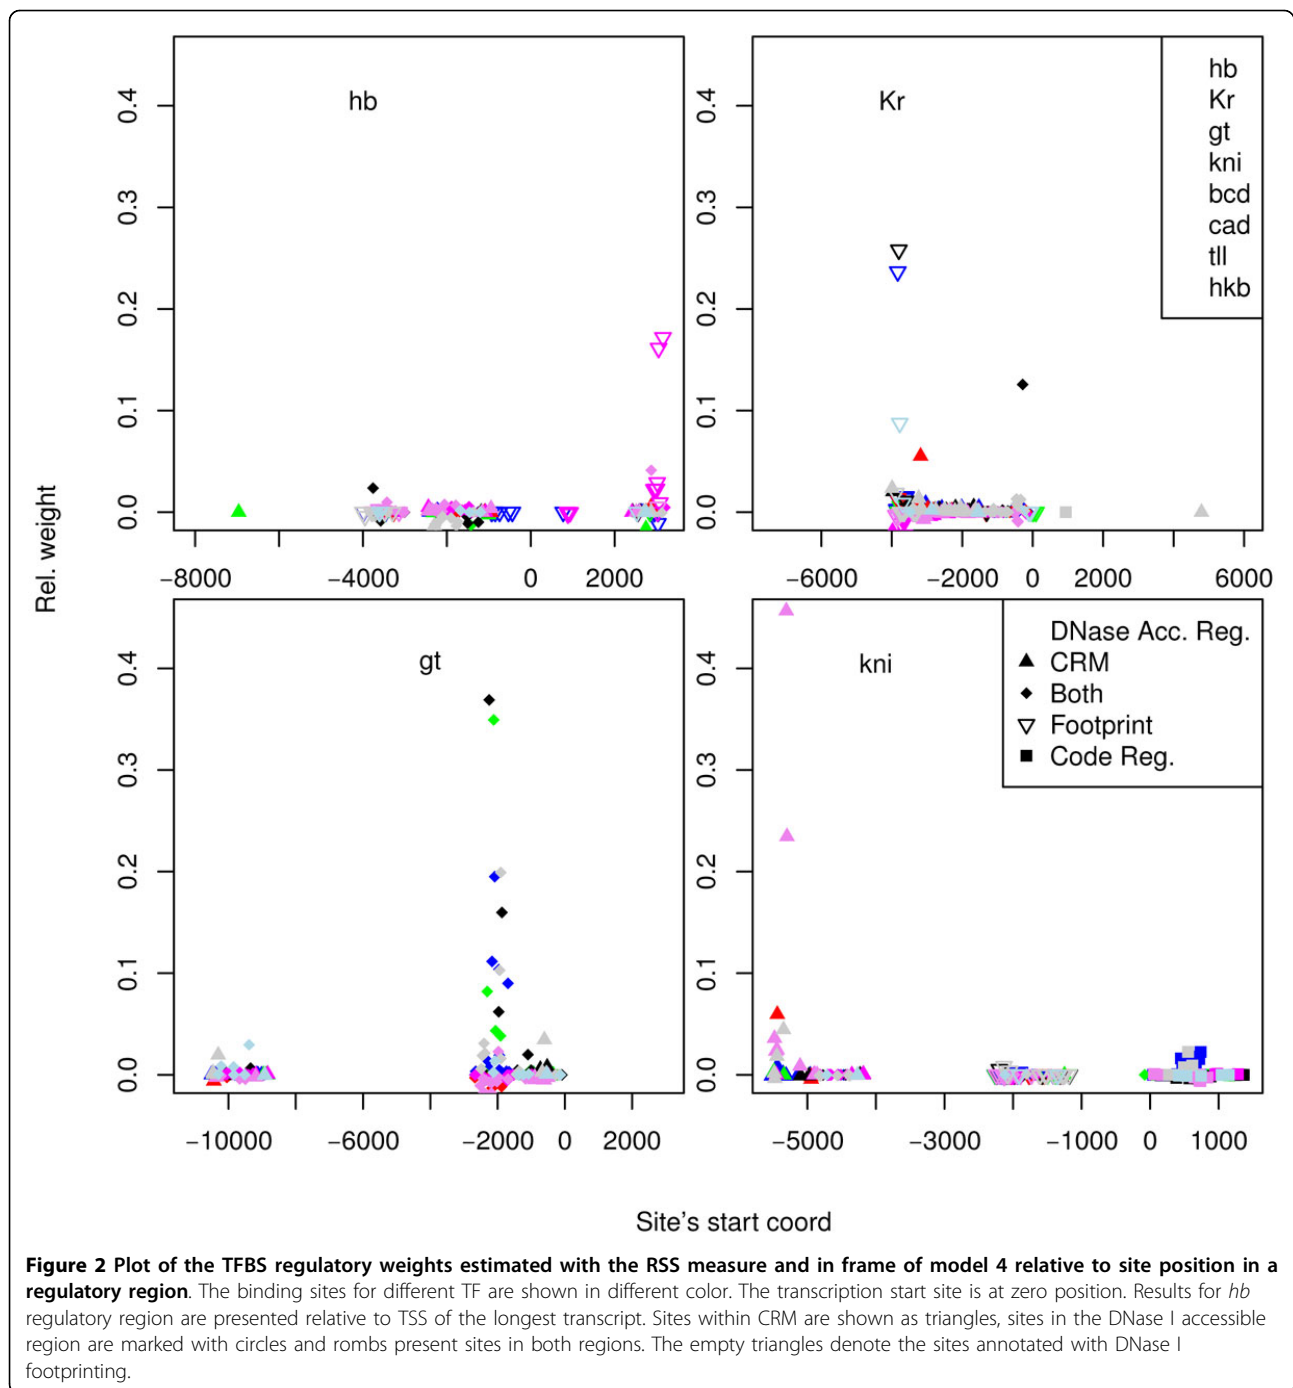 hb
Kr
hb
Kr
gt
kni
bcd
cad
tll
hkb
0.0 0.1 0.2 0.3 0.4
0.0 0.1 0.2 0.3 0.4
−8000 −4000 0 2000
−6000 −2000 0 2000 6000
Rel. weight
gt
kni
DNase Acc. Reg.
CRM
Both
Footprint
Code Reg.
0.0 0.1 0.2 0.3 0.4
0.0 0.1 0.2 0.3 0.4
−10000 −6000 −2000 0 2000
−5000 −3000 −1000 0 1000
Site's start coord
Figure 2 Plot of the TFBS regulatory weights estimated with the RSS measure and in frame of model 4 relative to site position in a
regulatory region. The binding sites for different TF are shown in different color. The transcription start site is at zero position. Results for hb
regulatory region are presented relative to TSS of the longest transcript. Sites within CRM are shown as triangles, sites in the DNase I accessible
region are marked with circles and rombs present sites in both regions. The empty triangles denote the sites annotated with DNase I
footprinting.